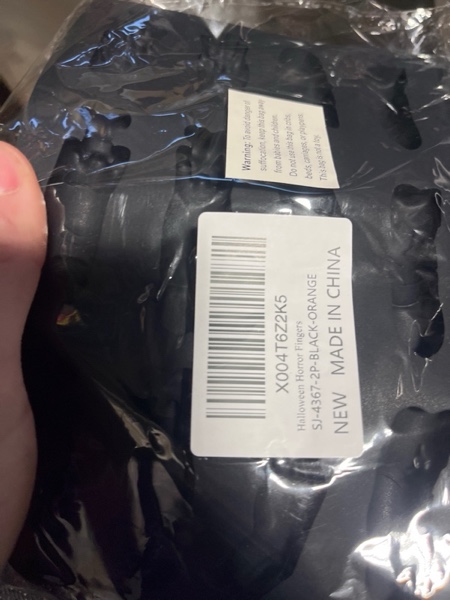 Warning: To avoid danger of
suffocation, keep this bag away
from babies and children.
Do not use this bag in cribs,
beds, carriages, or playpens.
This bag is not a toy.
X004T6Z2K5
Halloween Horror Fingers
SJ-4367-2P-BLACK-ORANGE
NEW MADE IN CHINA